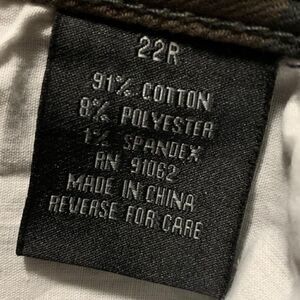 22R
91% COTTON
8% POLYESTER
1% SPANDEX
RN 91062
MADE IN CHINA
REVERSE FOR CARE